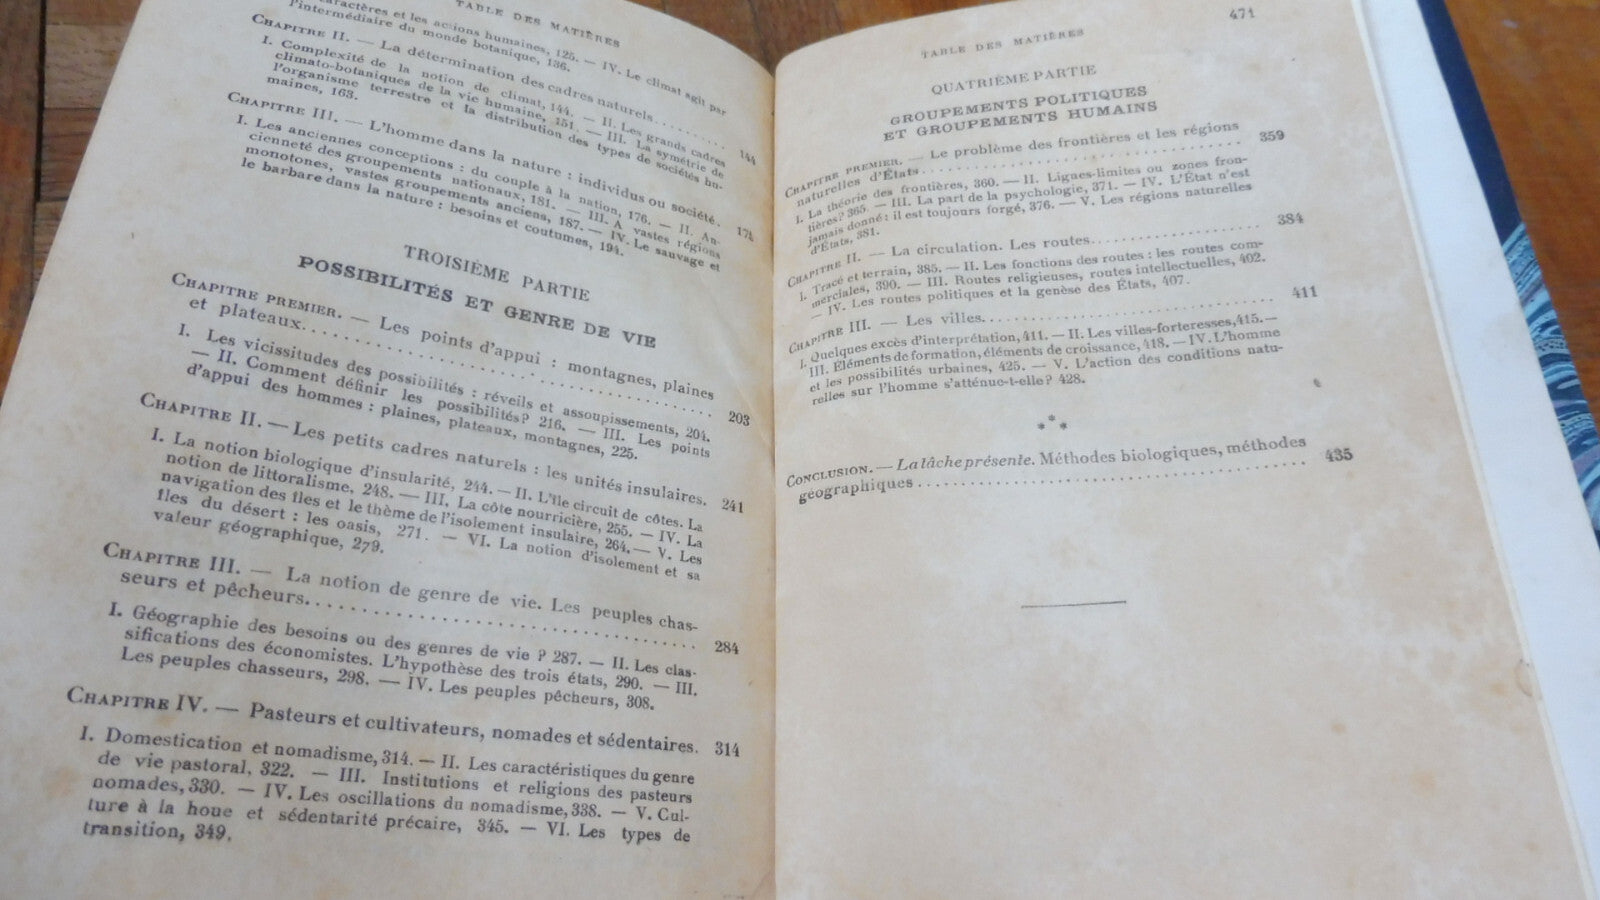 TABLE DES MATIÈRES
caractères et les actions humaines, 125. — IV. Le climat agit par
l'intermédiaire du monde botanique, 136.
CHAPITRE II. — La détermination des cadres naturels........ 144
I. Complexité de la notion de climat, 144. — II. Les grands cadres
climato-botaniques de la vie humaine, 151. — III. La symétrie de
l'organisme terrestre et la distribution des types de sociétés hu-
maines, 163.
CHAPITRE III. — L'homme dans la nature : individus ou société. 174
I. Les anciennes conceptions : du couple à la nation, 176. — II. An-
cienneté des groupements nationaux, 181. — III. A vastes régions
monotones, vastes groupements anciens, 187. — IV. Le sauvage et
le barbare dans la nature : besoins et coutumes, 194.
TROISIÈME PARTIE
POSSIBILITÉS ET GENRE DE VIE
CHAPITRE PREMIER. — Les points d'appui : montagnes, plaines
et plateaux........ 203
I. Les vicissitudes des possibilités : réveils et assoupissements, 204.
— II. Comment définir les possibilités? 216. — III. Les points
d'appui des hommes : plaines, plateaux, montagnes, 225.
CHAPITRE II. — Les petits cadres naturels : les unités insulaires. 241
I. La notion biologique d'insularité, 244. — II. L'île circuit de côtes. La
notion de littoralisme, 248. — III. La côte nourricière, 255. — IV. La
navigation des îles et le thème de l'isolement insulaire, 264. — V. Les
îles du désert : les oasis, 271. — VI. La notion d'isolement et sa
valeur géographique, 279.
CHAPITRE III. — La notion de genre de vie. Les peuples chas-
seurs et pêcheurs........ 284
I. Géographie des besoins ou des genres de vie ? 287. — II. Les clas-
sifications des économistes. L'hypothèse des trois états, 290. — III.
Les peuples chasseurs, 298. — IV. Les peuples pêcheurs, 308.
CHAPITRE IV. — Pasteurs et cultivateurs, nomades et sédentaires. 314
I. Domestication et nomadisme, 314. — II. Les caractéristiques du genre
de vie pastoral, 322. — III. Institutions et religions des pasteurs
nomades, 330. — IV. Les oscillations du nomadisme, 338. — V. Cul-
ture à la houe et sédentarité précaire, 345. — VI. Les types de
transition, 349.
471
TABLE DES MATIÈRES
QUATRIÈME PARTIE
GROUPEMENTS POLITIQUES
ET GROUPEMENTS HUMAINS
CHAPITRE PREMIER. — Le problème des frontières et les régions
naturelles d'États........ 359
I. La théorie des frontières, 360. — II. Lignes-limites ou zones fron-
tières? 365. — III. La part de la psychologie, 371. — IV. L'État n'est
jamais donné : il est toujours forgé, 376. — V. Les régions naturelles
d'États, 381.
CHAPITRE II. — La circulation. Les routes........ 384
I. Tracé et terrain, 385. — II. Les fonctions des routes : les routes com-
merciales, 390. — III. Routes religieuses, routes intellectuelles, 402.
— IV. Les routes politiques et la genèse des États, 407.
CHAPITRE III. — Les villes........ 411
I. Quelques excès d'interprétation, 411. — II. Les villes-forteresses, 415. —
III. Éléments de formation, éléments de croissance, 418. — IV. L'homme
et les possibilités urbaines, 425. — V. L'action des conditions natu-
relles sur l'homme s'atténue-t-elle? 428.
* * *
CONCLUSION. — La tâche présente. Méthodes biologiques, méthodes
géographiques........ 435